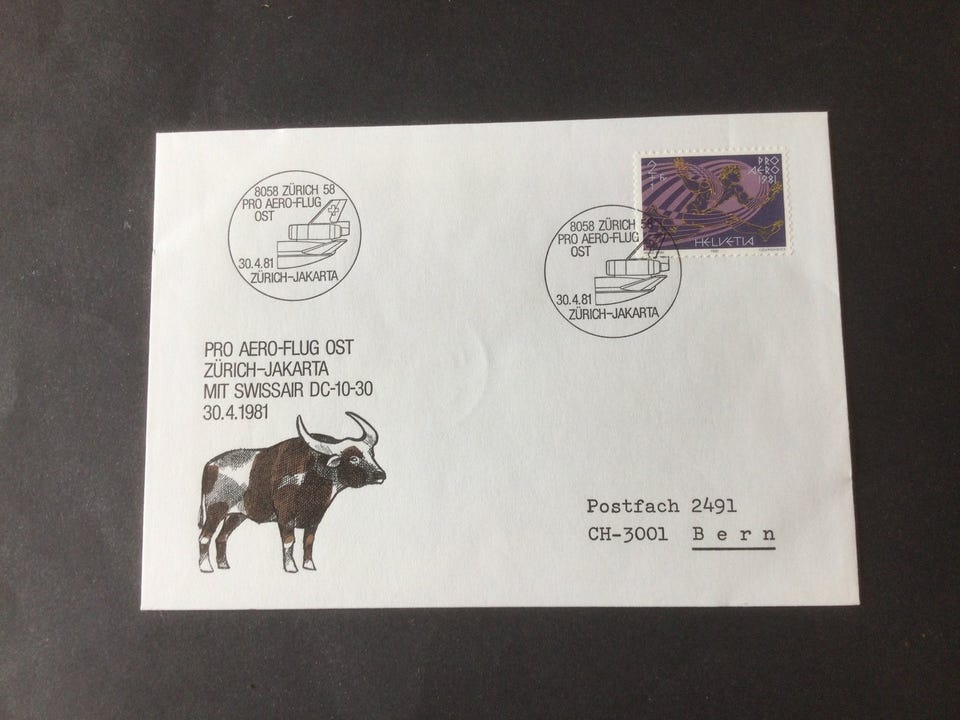 8058 ZÜRICH 58
PRO AERO-FLUG
OST
30.4.81
ZÜRICH-JAKARTA
PRO
AERO
1981
HELVETIA
8058 ZÜRICH 58
PRO AERO-FLUG
OST
30.4.81
ZÜRICH-JAKARTA
PRO AERO-FLUG OST
ZÜRICH-JAKARTA
MIT SWISSAIR DC-10-30
30.4.1981
Postfach 2491
CH-3001 Bern